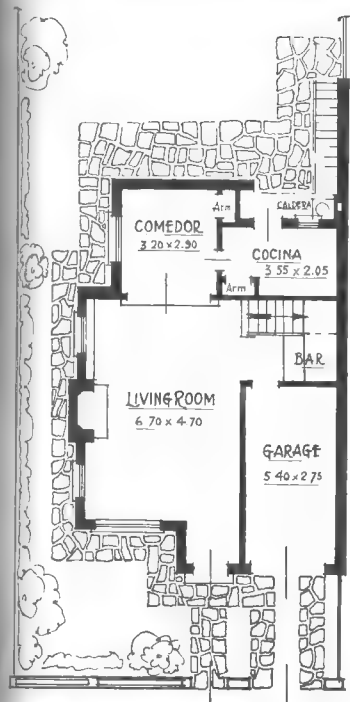 Arm
CALDERA
COMEDOR
3 20 x 2.90
COCINA
3 55 x 2.05
Arm
BAR
LIVING ROOM
6 70 x 4 70
GARAGE
5 40 x 2 75